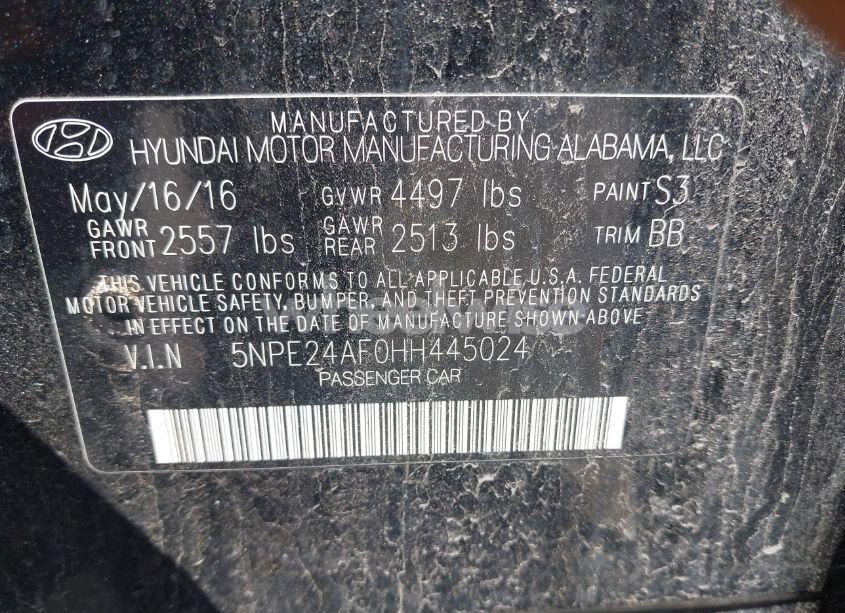 MANUFACTURED BY
HYUNDAI MOTOR MANUFACTURING ALABAMA, LLC
May/16/16 GVWR 4497 lbs PAINT S3
GAWR FRONT 2557 lbs GAWR REAR 2513 lbs TRIM BB
THIS VEHICLE CONFORMS TO ALL APPLICABLE U.S.A. FEDERAL
MOTOR VEHICLE SAFETY, BUMPER, AND THEFT PREVENTION STANDARDS
IN EFFECT ON THE DATE OF MANUFACTURE SHOWN ABOVE
V.I.N 5NPE24AF0HH445024
PASSENGER CAR